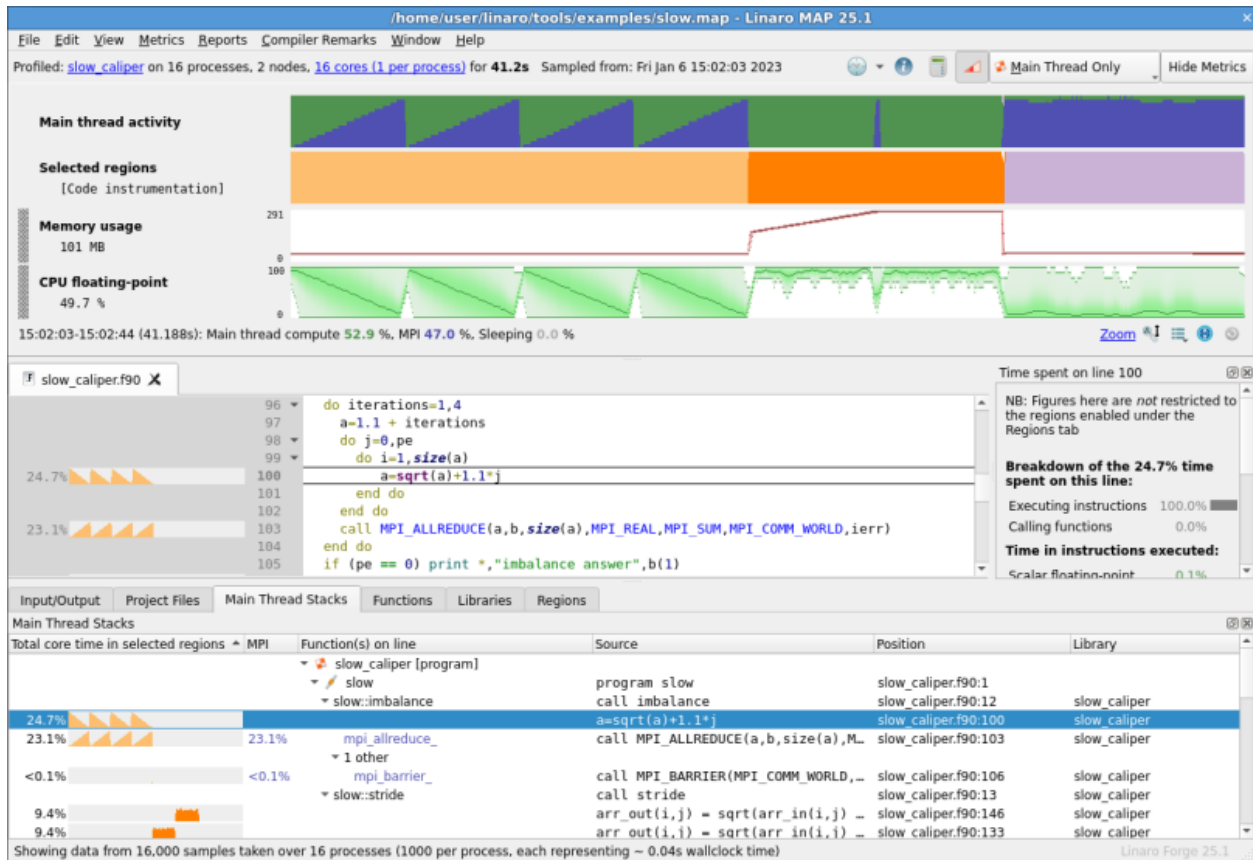 /home/user/linaro/tools/examples/slow.map - Linaro MAP 25.1
File Edit View Metrics Reports Compiler Remarks Window Help
Profiled: slow_caliper on 16 processes, 2 nodes, 16 cores (1 per process) for 41.2s Sampled from: Fri Jan 6 15:02:03 2023 Main Thread Only Hide Metrics
Main thread activity
Selected regions
[Code instrumentation]
Memory usage
101 MB
291
0
CPU floating-point
49.7 %
100
0
15:02:03-15:02:44 (41.188s): Main thread compute 52.9 %, MPI 47.0 %, Sleeping 0.0 % Zoom
slow_caliper.f90
96 do iterations=1,4
97 a=1.1 + iterations
98 do j=0,pe
99 do i=1,size(a)
24.7% 100 a=sqrt(a)+1.1*j
101 end do
102 end do
23.1% 103 call MPI_ALLREDUCE(a,b,size(a),MPI_REAL,MPI_SUM,MPI_COMM_WORLD,ierr)
104 end do
105 if (pe == 0) print *,"imbalance answer",b(1)
Time spent on line 100
NB: Figures here are not restricted to
the regions enabled under the
Regions tab
Breakdown of the 24.7% time
spent on this line:
Executing instructions 100.0%
Calling functions 0.0%
Time in instructions executed:
Scalar floating-point 0.1%
Input/Output Project Files Main Thread Stacks Functions Libraries Regions
Main Thread Stacks
Total core time in selected regions MPI Function(s) on line Source Position Library
slow_caliper [program]
slow program slow slow_caliper.f90:1
slow::imbalance call imbalance slow_caliper.f90:12 slow_caliper
24.7% a=sqrt(a)+1.1*j slow_caliper.f90:100 slow_caliper
23.1% 23.1% mpi_allreduce_ call MPI_ALLREDUCE(a,b,size(a),M… slow_caliper.f90:103 slow_caliper
1 other
<0.1% <0.1% mpi_barrier_ call MPI_BARRIER(MPI_COMM_WORLD,… slow_caliper.f90:106 slow_caliper
slow::stride call stride slow_caliper.f90:13 slow_caliper
9.4% arr_out(i,j) = sqrt(arr_in(i,j) … slow_caliper.f90:146 slow_caliper
9.4% arr_out(i,j) = sqrt(arr_in(i,j) … slow_caliper.f90:133 slow_caliper
Showing data from 16,000 samples taken over 16 processes (1000 per process, each representing ~ 0.04s wallclock time) Linaro Forge 25.1